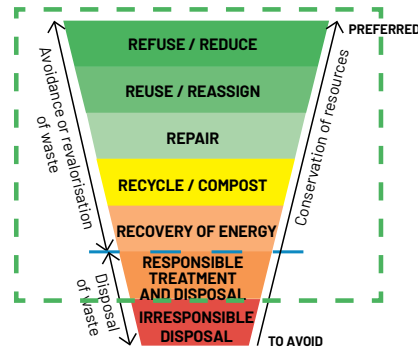 PREFERRED
REFUSE / REDUCE
REUSE / REASSIGN
REPAIR
RECYCLE / COMPOST
RECOVERY OF ENERGY
RESPONSIBLE
TREATMENT
AND DISPOSAL
IRRESPONSIBLE
DISPOSAL
TO AVOID
Avoidance or revalorisation
of waste
Disposal
of waste
Conservation of resources